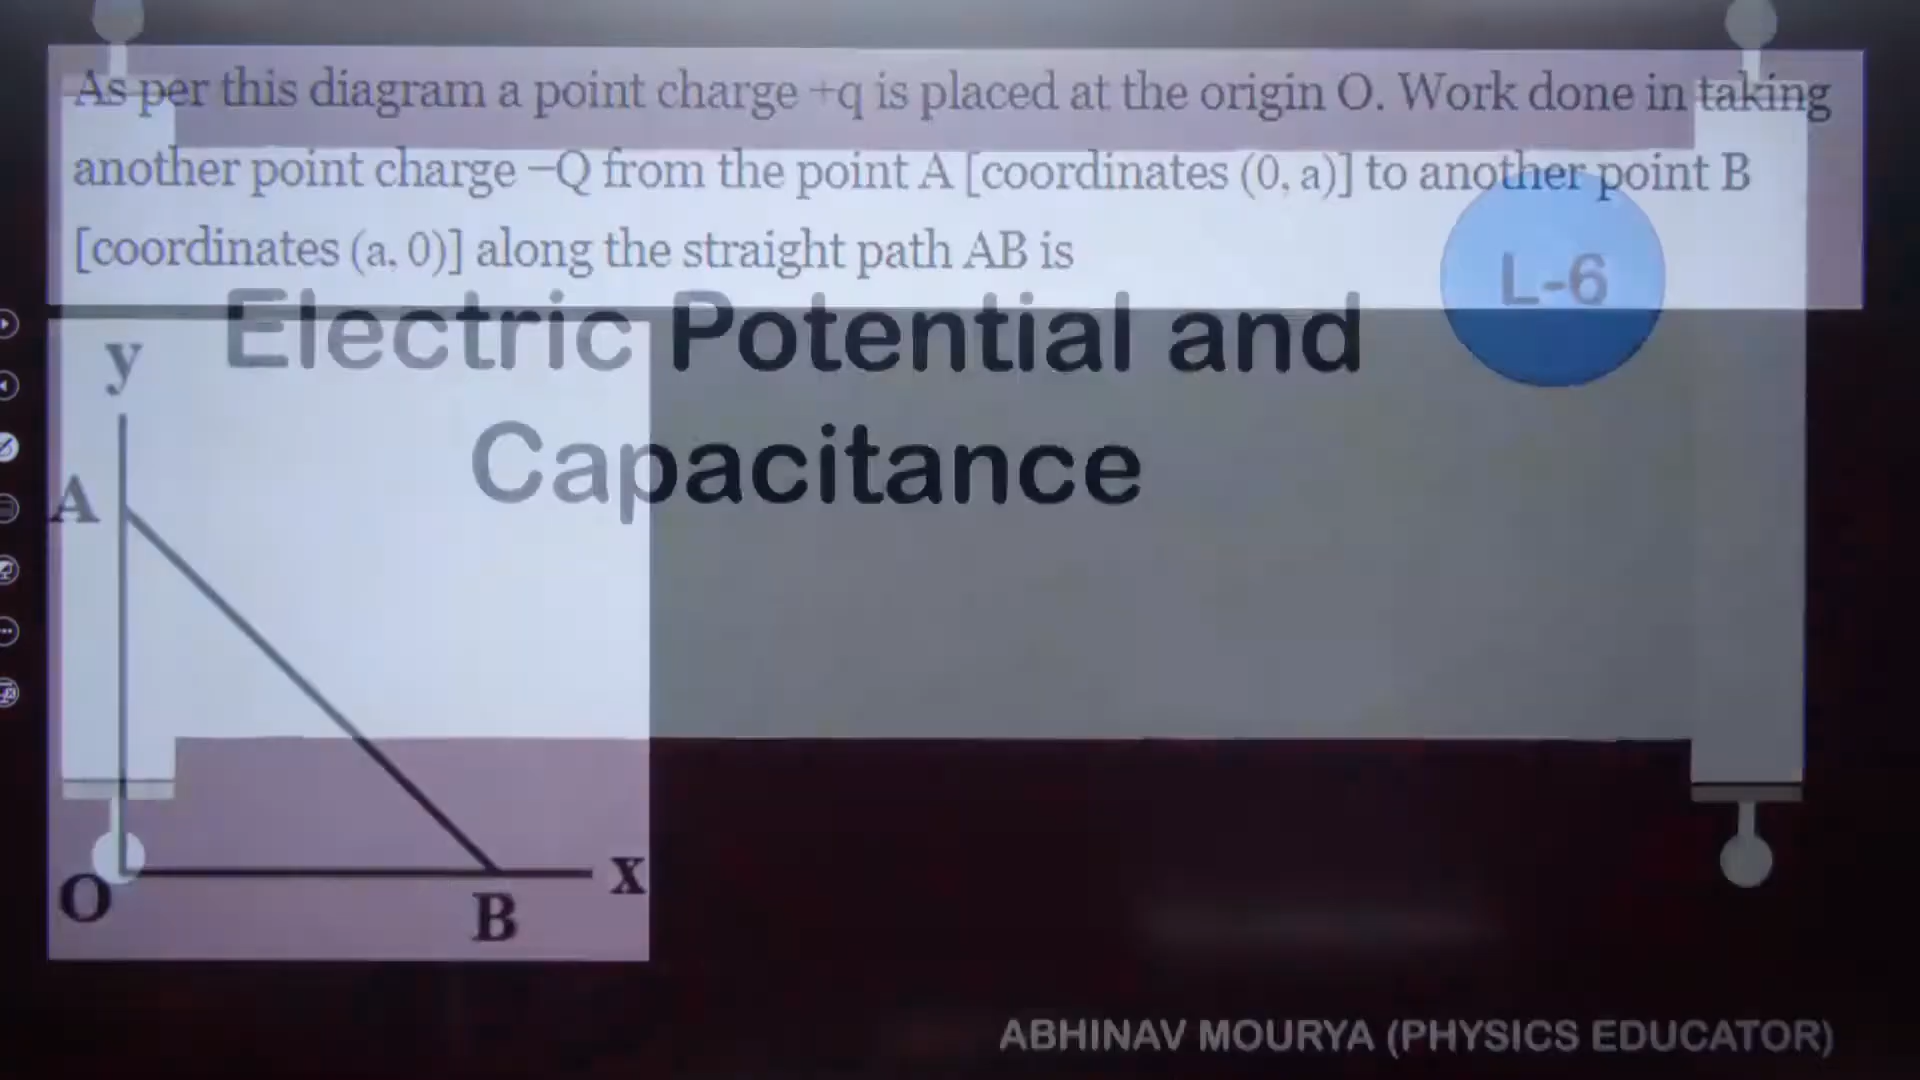 As per this diagram a point charge +q is placed at the origin O. Work done in taking
another point charge −Q from the point A [coordinates (0, a)] to another point B
[coordinates (a, 0)] along the straight path AB is
L-6
Electric Potential and
Capacitance
y
A
O
B
x
ABHINAV MOURYA (PHYSICS EDUCATOR)